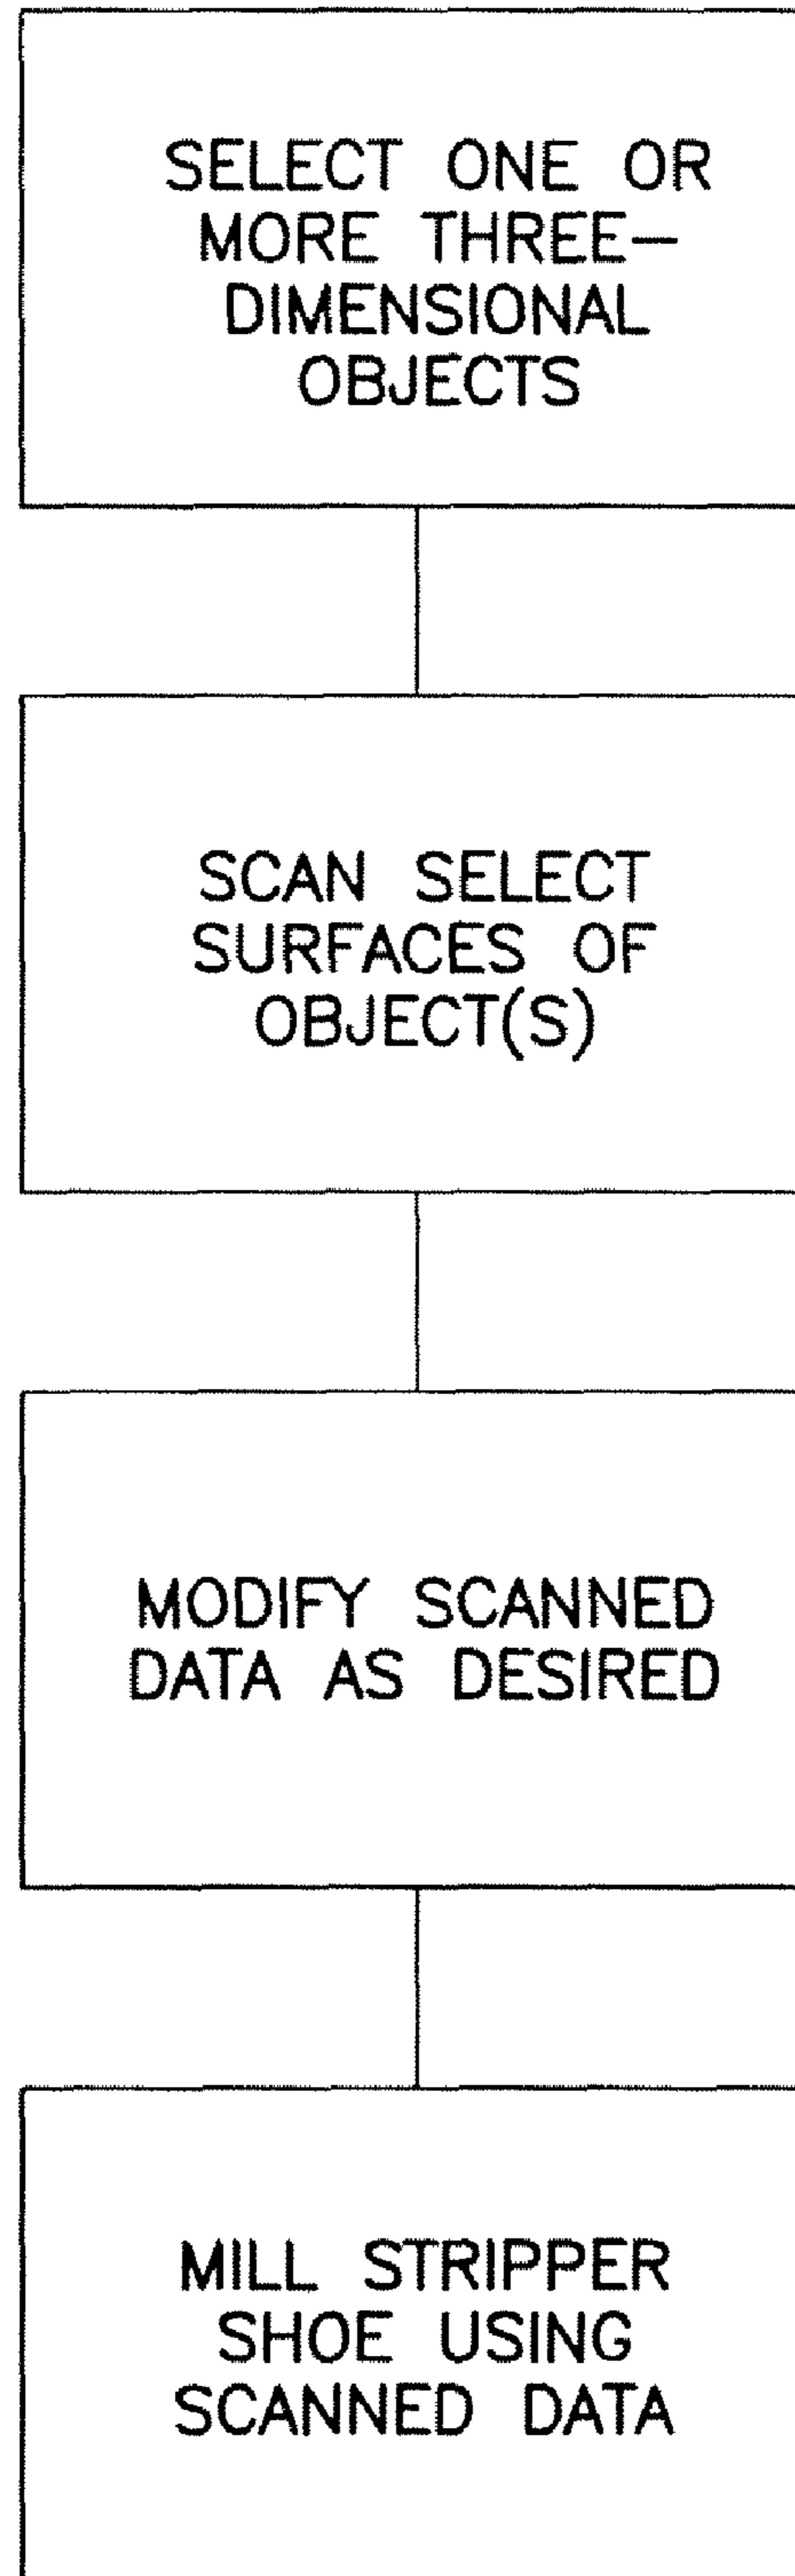 SELECT ONE OR
MORE THREE-
DIMENSIONAL
OBJECTS
SCAN SELECT
SURFACES OF
OBJECT(S)
MODIFY SCANNED
DATA AS DESIRED
MILL STRIPPER
SHOE USING
SCANNED DATA